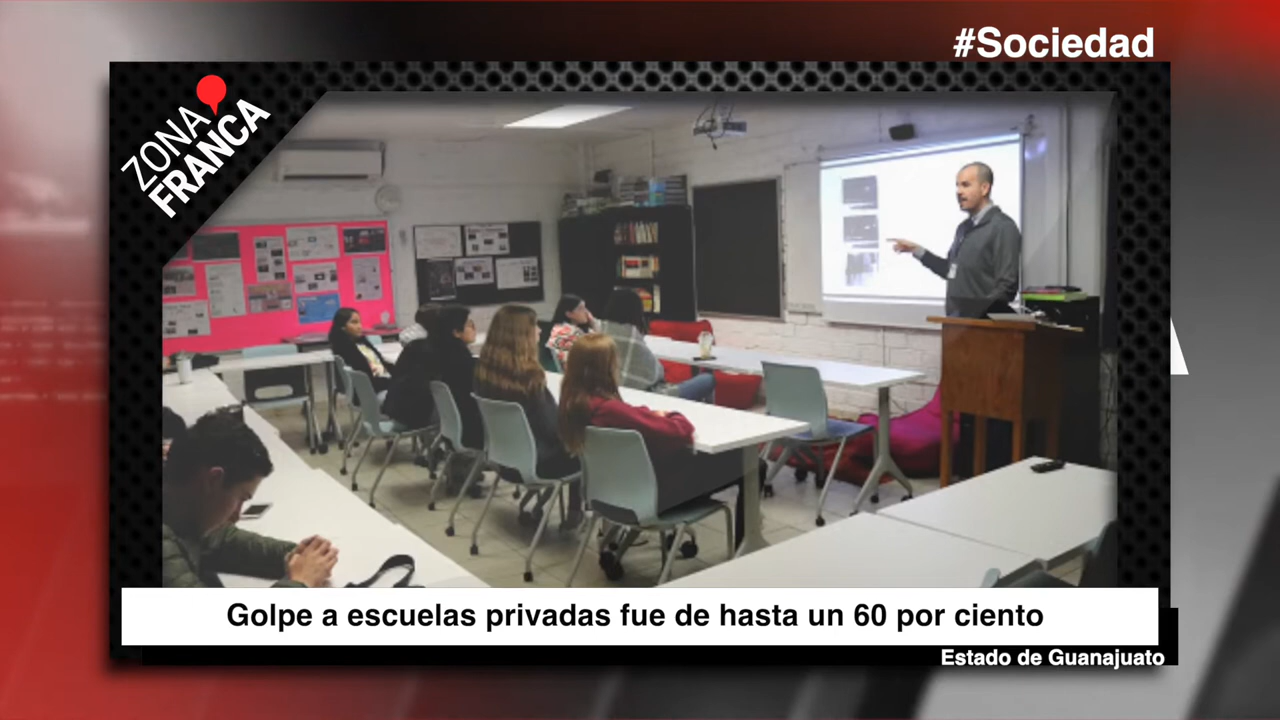 #Sociedad
ZONA
FRANCA
Golpe a escuelas privadas fue de hasta un 60 por ciento
Estado de Guanajuato